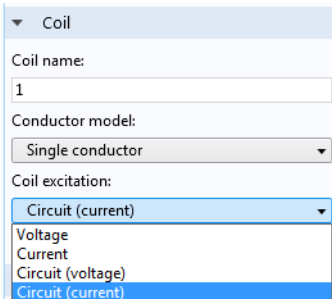 Coil
Coil name:
1
Conductor model:
Single conductor
Coil excitation:
Circuit (current)
Voltage
Current
Circuit (voltage)
Circuit (current)